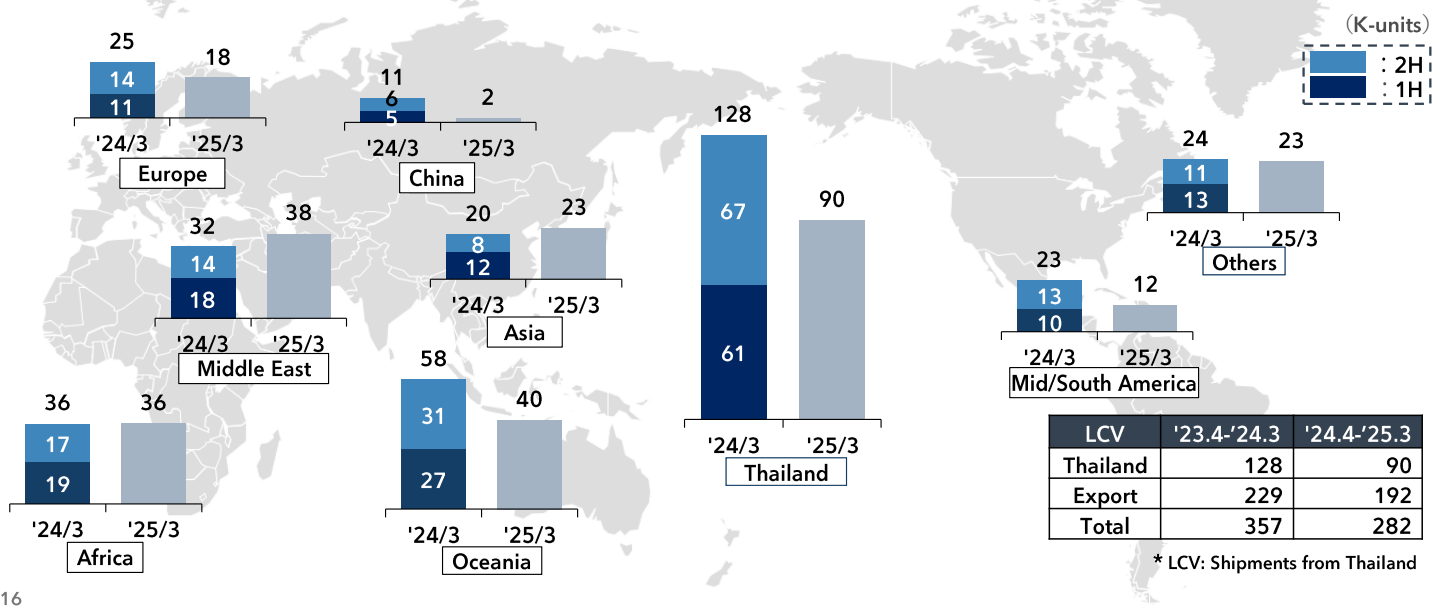 （K-units）
：2H
：1H
25
14
11
18
'24/3 '25/3
Europe
11
6
5
2
'24/3 '25/3
China
128
67
61
90
'24/3 '25/3
Thailand
24
11
13
23
'24/3 '25/3
Others
32
14
18
38
'24/3 '25/3
Middle East
20
8
12
23
'24/3 '25/3
Asia
23
13
10
12
'24/3 '25/3
Mid/South America
36
17
19
36
'24/3 '25/3
Africa
58
31
27
40
'24/3 '25/3
Oceania
LCV '23.4-’24.3 '24.4-’25.3
Thailand 128 90
Export 229 192
Total 357 282
* LCV: Shipments from Thailand
16